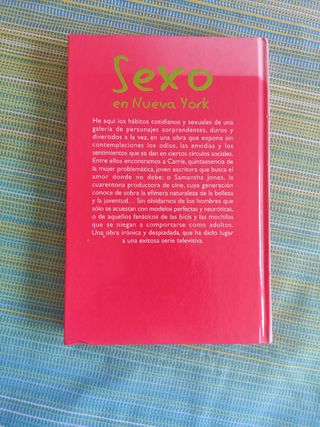 Sexo
en Nueva York
He aquí los hábitos cotidianos y sexuales de una
galería de personajes sorprendentes, duros y
divertidos a la vez, en una obra que expone sin
contemplaciones los odios, las envidias y los
sentimientos que se dan en ciertos círculos sociales.
Entre ellos encontramos a Carrie, quintaesencia de
la mujer problemática, joven escritora que busca el
amor donde no debe; o Samantha Jones, la
cuarentona productora de cine, cuya generación
conoce de sobra la efímera naturaleza de la belleza
y la juventud... Sin olvidarnos de los hombres que
sólo se acuestan con modelos perfectas y neuróticas,
o de aquellos fanáticos de las bicis y las mochilas
que se niegan a comportarse como adultos.
Una obra irónica y despiadada, que ha dado lugar
a una exitosa serie televisiva.